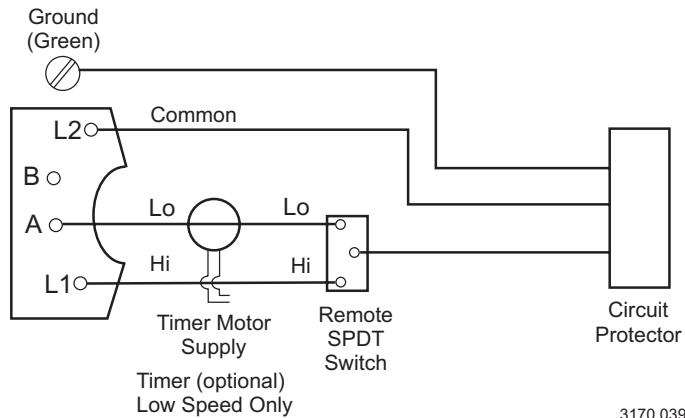 Ground
(Green)
L2
Common
B
A
Lo
Lo
Hi
Hi
L1
Timer Motor
Supply
Remote
SPDT
Switch
Circuit
Protector
Timer (optional)
Low Speed Only
3170 039